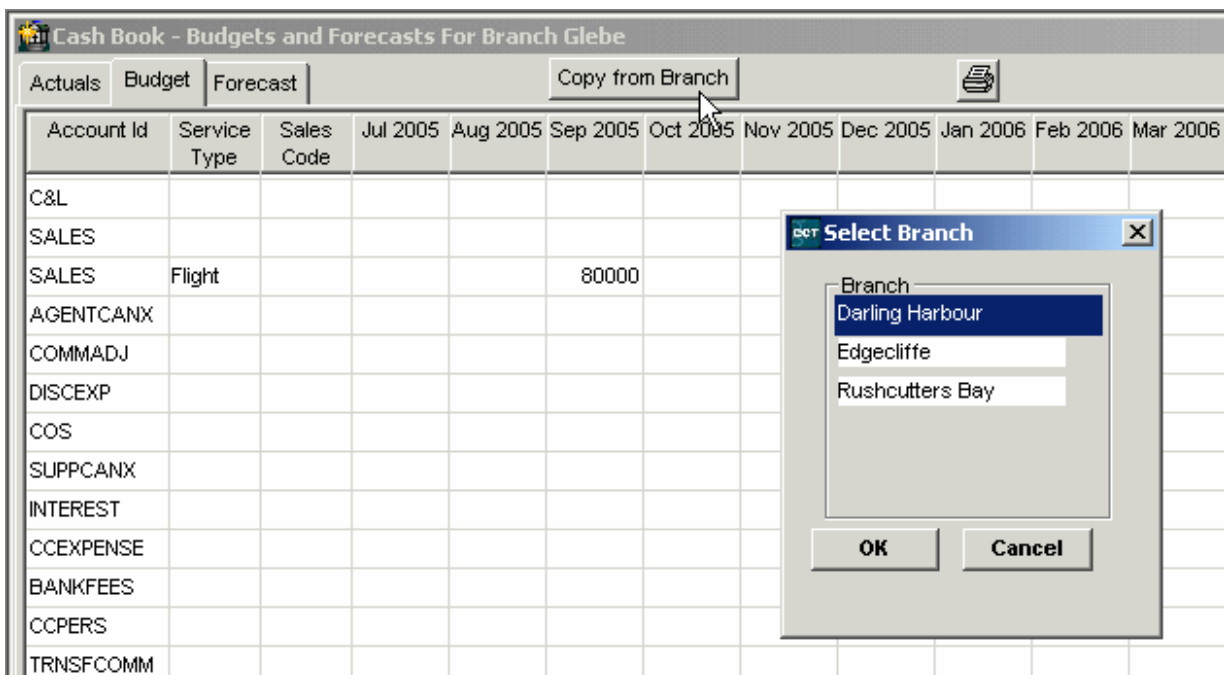 Cash Book - Budgets and Forecasts For Branch Glebe
Actuals Budget Forecast Copy from Branch
Account Id Service Type Sales Code Jul 2005 Aug 2005 Sep 2005 Oct 2005 Nov 2005 Dec 2005 Jan 2006 Feb 2006 Mar 2006
C&L
SALES
SALES Flight 80000
AGENTCANX
COMMADJ
DISCEXP
COS
SUPPCANX
INTEREST
CCEXPENSE
BANKFEES
CCPERS
TRNSFCOMM
Select Branch
Branch
Darling Harbour
Edgecliffe
Rushcutters Bay
OK Cancel